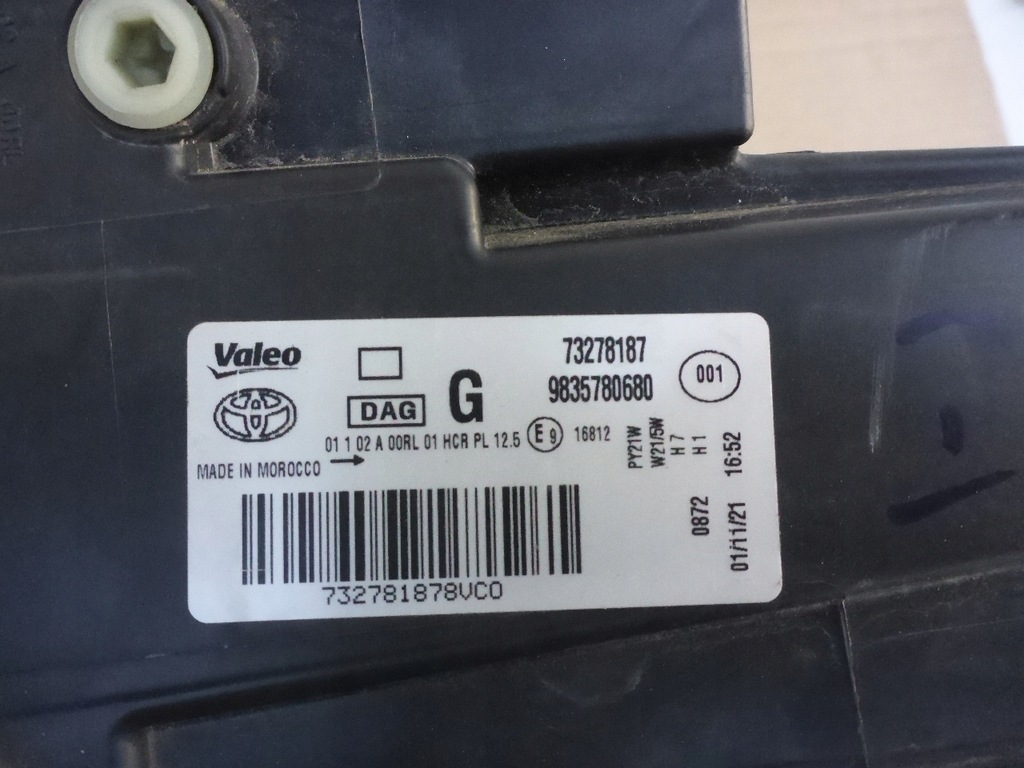 Valeo
73278187
9835780680
001
DAG
G
01 1 02 A 00RL 01 HCR PL 12.5
E9
16812
MADE IN MOROCCO
PY21W
W21/5W
H7
H1
0872
01/11/21 16:52
732781878VC0